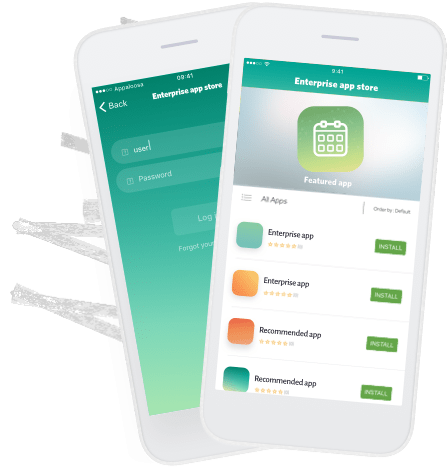 Appaloosa
09:41
Back
Enterprise app store
user
Password
Log
Forgot your
9:41
Enterprise app store
Featured app
All Apps
Order by : Default
Enterprise app
INSTALL
Enterprise app
INSTALL
Recommended app
INSTALL
Recommended app
INSTALL